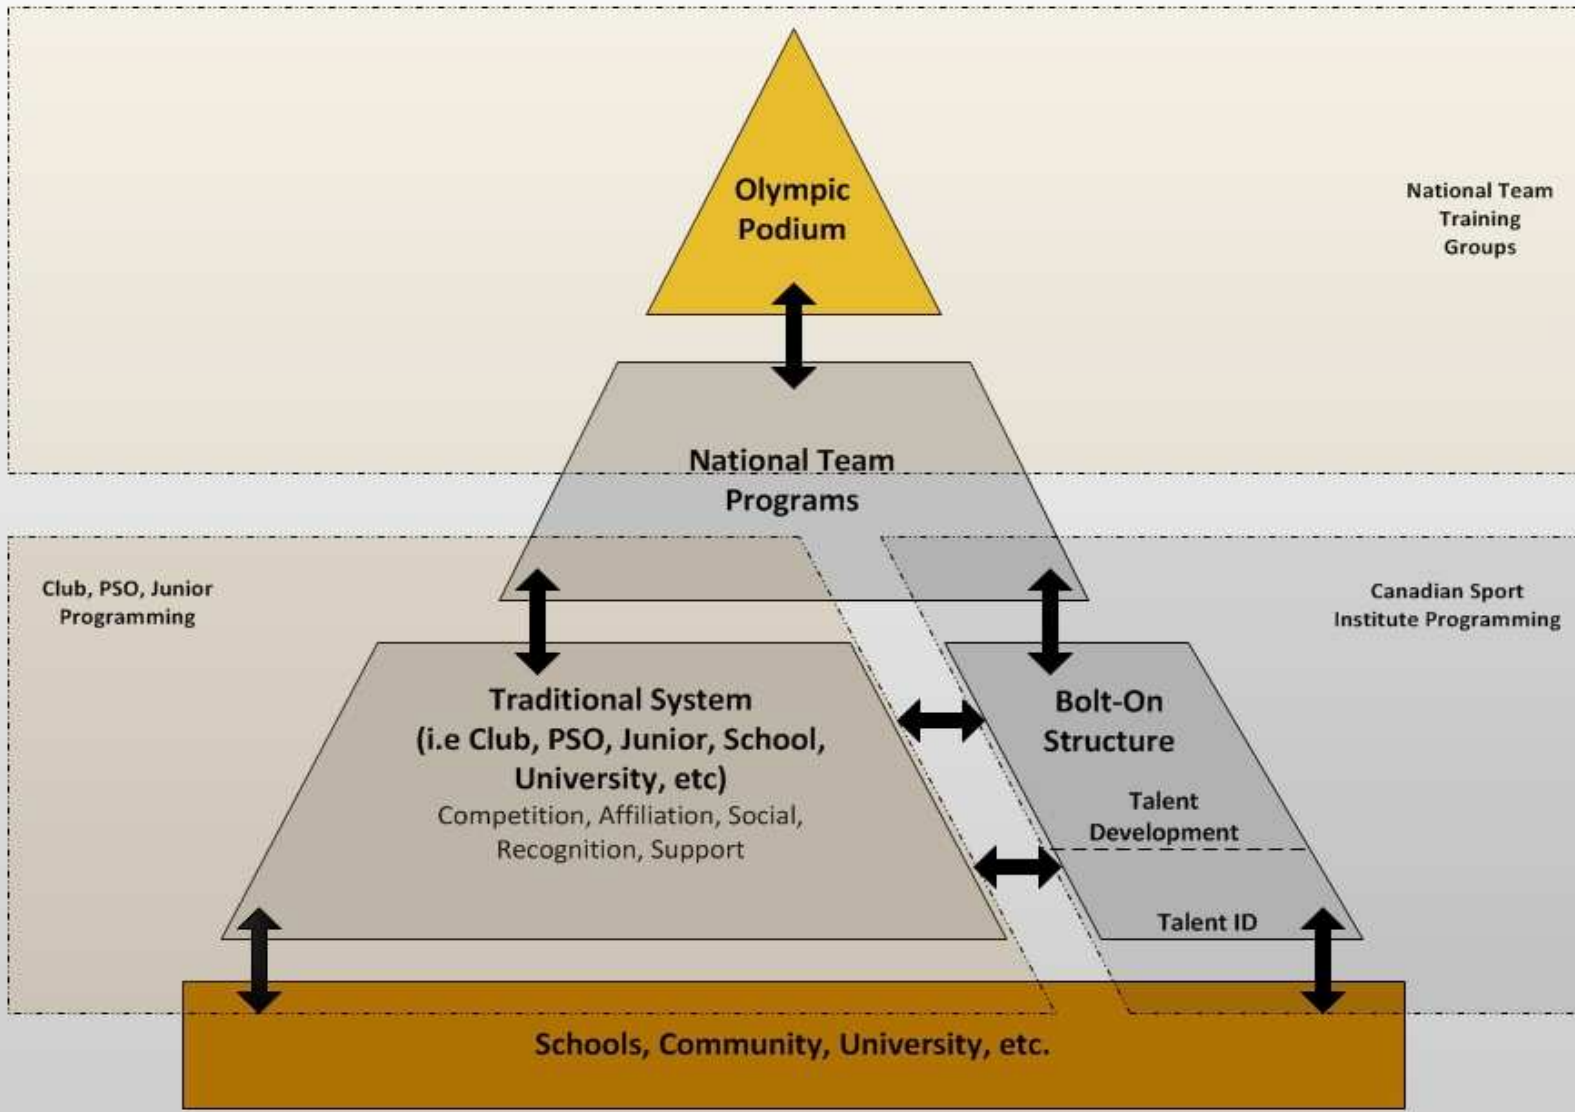 Olympic
Podium
National Team
Training
Groups
National Team
Programs
Club, PSO, Junior
Programming
Canadian Sport
Institute Programming
Traditional System
(i.e Club, PSO, Junior, School,
University, etc)
Competition, Affiliation, Social,
Recognition, Support
Bolt-On
Structure
Talent
Development
Talent ID
Schools, Community, University, etc.